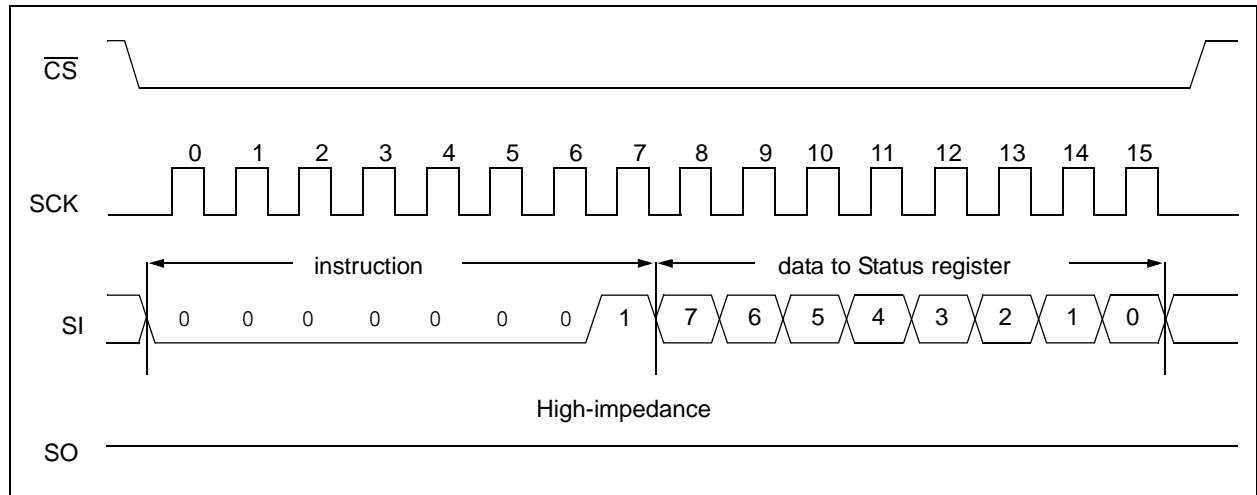 CS
0 1 2 3 4 5 6 7 8 9 10 11 12 13 14 15
SCK
instruction data to Status register
SI 0 0 0 0 0 0 0 1 7 6 5 4 3 2 1 0
High-impedance
SO